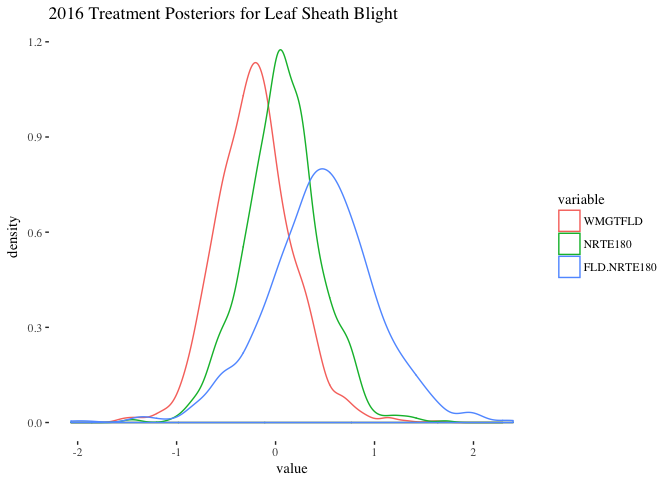 2016 Treatment Posteriors for Leaf Sheath Blight
1.2
0.9
0.6
0.3
0.0
density
-2
-1
0
1
2
value
variable
WMGTFLD
NRTE180
FLD.NRTE180